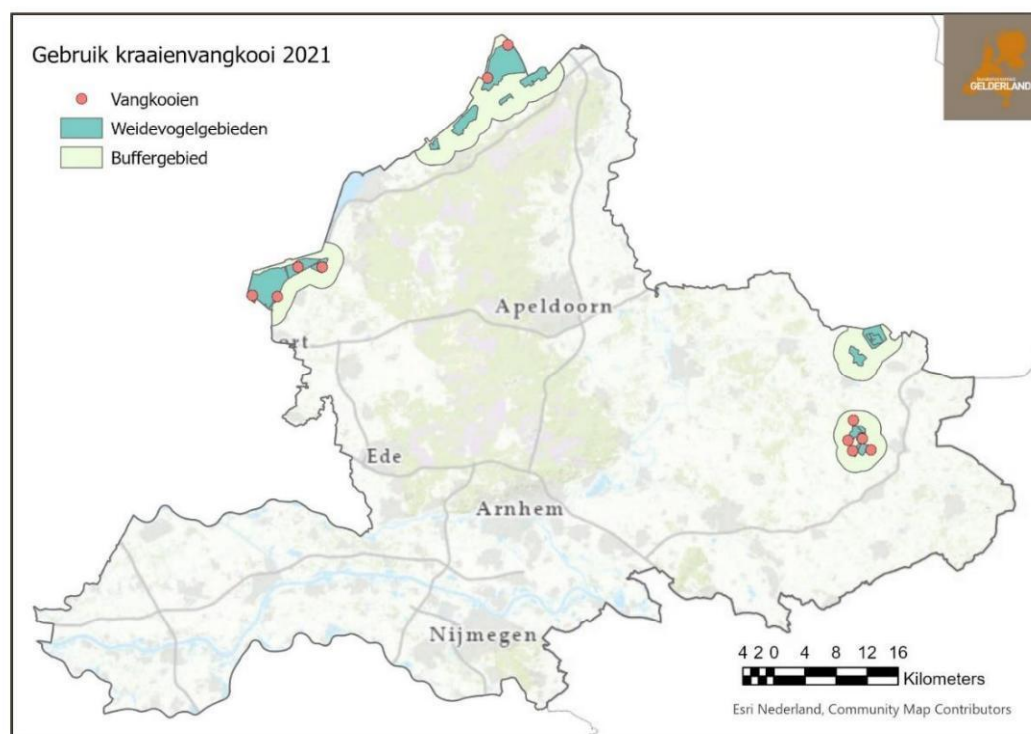 Gebruik kraaienvangkooi 2021
Vangkooien
Weidevogelgebieden
Buffergebied
GELDERLAND
Apeldoorn
Ede
Arnhem
Nijmegen
4 2 0 4 8 12 16
Kilometers
Esri Nederland, Community Map Contributors